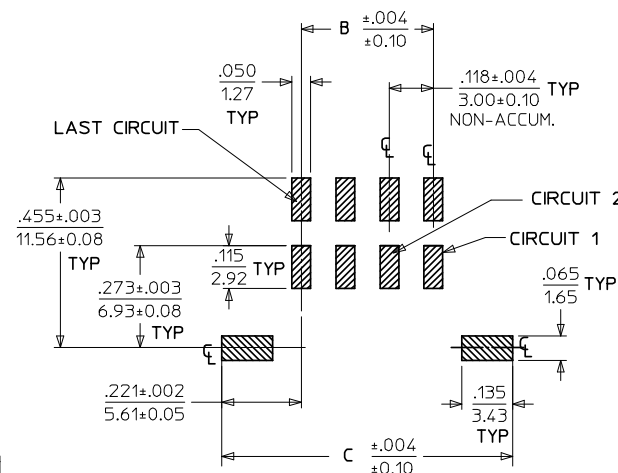 B ±.004
±0.10
.050
1.27
TYP
.118±.004 TYP
3.00±0.10
NON-ACCUM.
LAST CIRCUIT
CIRCUIT 2
CIRCUIT 1
.455±.003
11.56±0.08
TYP
.115 TYP
2.92
.273±.003
6.93±0.08 TYP
.065 TYP
1.65
.221±.002
5.61±0.05
.135
3.43
TYP
C ±.004
±0.10